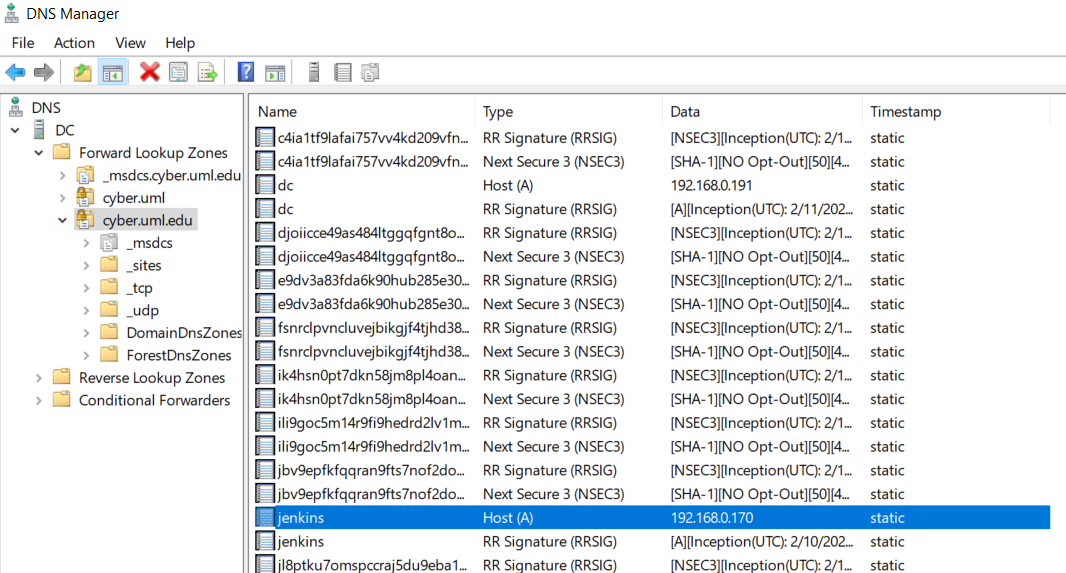 DNS Manager
File Action View Help
DNS
DC
Forward Lookup Zones
_msdcs.cyber.uml.edu
cyber.uml
cyber.uml.edu
_msdcs
_sites
_tcp
_udp
DomainDnsZones
ForestDnsZones
Reverse Lookup Zones
Conditional Forwarders
Name Type Data Timestamp
c4ia1tf9lafai757vv4kd209vfn... RR Signature (RRSIG) [NSEC3][Inception(UTC): 2/1... static
c4ia1tf9lafai757vv4kd209vfn... Next Secure 3 (NSEC3) [SHA-1][NO Opt-Out][50][4... static
dc Host (A) 192.168.0.191 static
dc RR Signature (RRSIG) [A][Inception(UTC): 2/11/202... static
djoiicce49as484ltggqfgnt8o... RR Signature (RRSIG) [NSEC3][Inception(UTC): 2/1... static
djoiicce49as484ltggqfgnt8o... Next Secure 3 (NSEC3) [SHA-1][NO Opt-Out][50][4... static
e9dv3a83fda6k90hub285e30... RR Signature (RRSIG) [NSEC3][Inception(UTC): 2/1... static
e9dv3a83fda6k90hub285e30... Next Secure 3 (NSEC3) [SHA-1][NO Opt-Out][50][4... static
fsnrclpvncluvejbikgjf4tjhd38... RR Signature (RRSIG) [NSEC3][Inception(UTC): 2/1... static
fsnrclpvncluvejbikgjf4tjhd38... Next Secure 3 (NSEC3) [SHA-1][NO Opt-Out][50][4... static
ik4hsn0pt7dkn58jm8pl4oan... RR Signature (RRSIG) [NSEC3][Inception(UTC): 2/1... static
ik4hsn0pt7dkn58jm8pl4oan... Next Secure 3 (NSEC3) [SHA-1][NO Opt-Out][50][4... static
ili9goc5m14r9fi9hedrd2lv1m... RR Signature (RRSIG) [NSEC3][Inception(UTC): 2/1... static
ili9goc5m14r9fi9hedrd2lv1m... Next Secure 3 (NSEC3) [SHA-1][NO Opt-Out][50][4... static
jbv9epfkfqqran9fts7nof2do... RR Signature (RRSIG) [NSEC3][Inception(UTC): 2/1... static
jbv9epfkfqqran9fts7nof2do... Next Secure 3 (NSEC3) [SHA-1][NO Opt-Out][50][4... static
jenkins Host (A) 192.168.0.170 static
jenkins RR Signature (RRSIG) [A][Inception(UTC): 2/10/202... static
jl8ptku7omspccraj5du9eba1... RR Signature (RRSIG) [NSEC3][Inception(UTC): 2/1... static